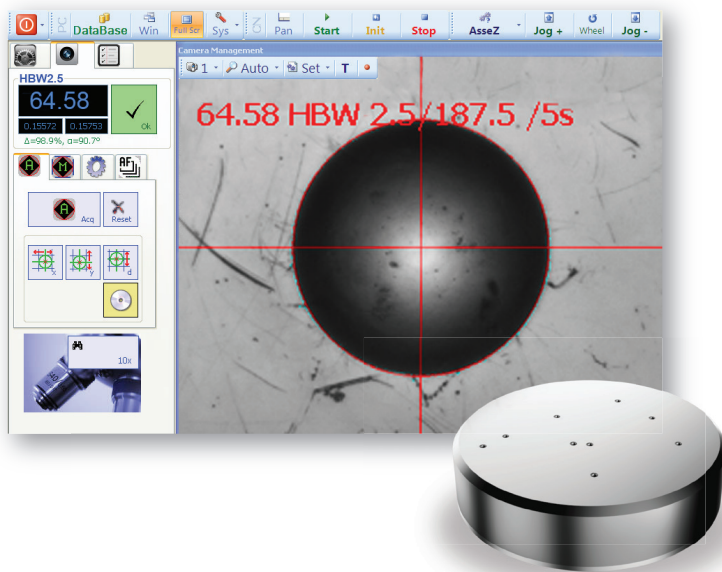 PC DataBase Win Full Scr Sys CN Pan Start Init Stop AsseZ Jog + Wheel Jog -
Camera Management
1 Auto Set T
HBW2.5
64.58
0.15572 0.15753 Ok
Δ=98.9%, α=90.7°
64.58 HBW 2.5/187.5 /5s
A M AF
A Acq Reset
x y d
10x